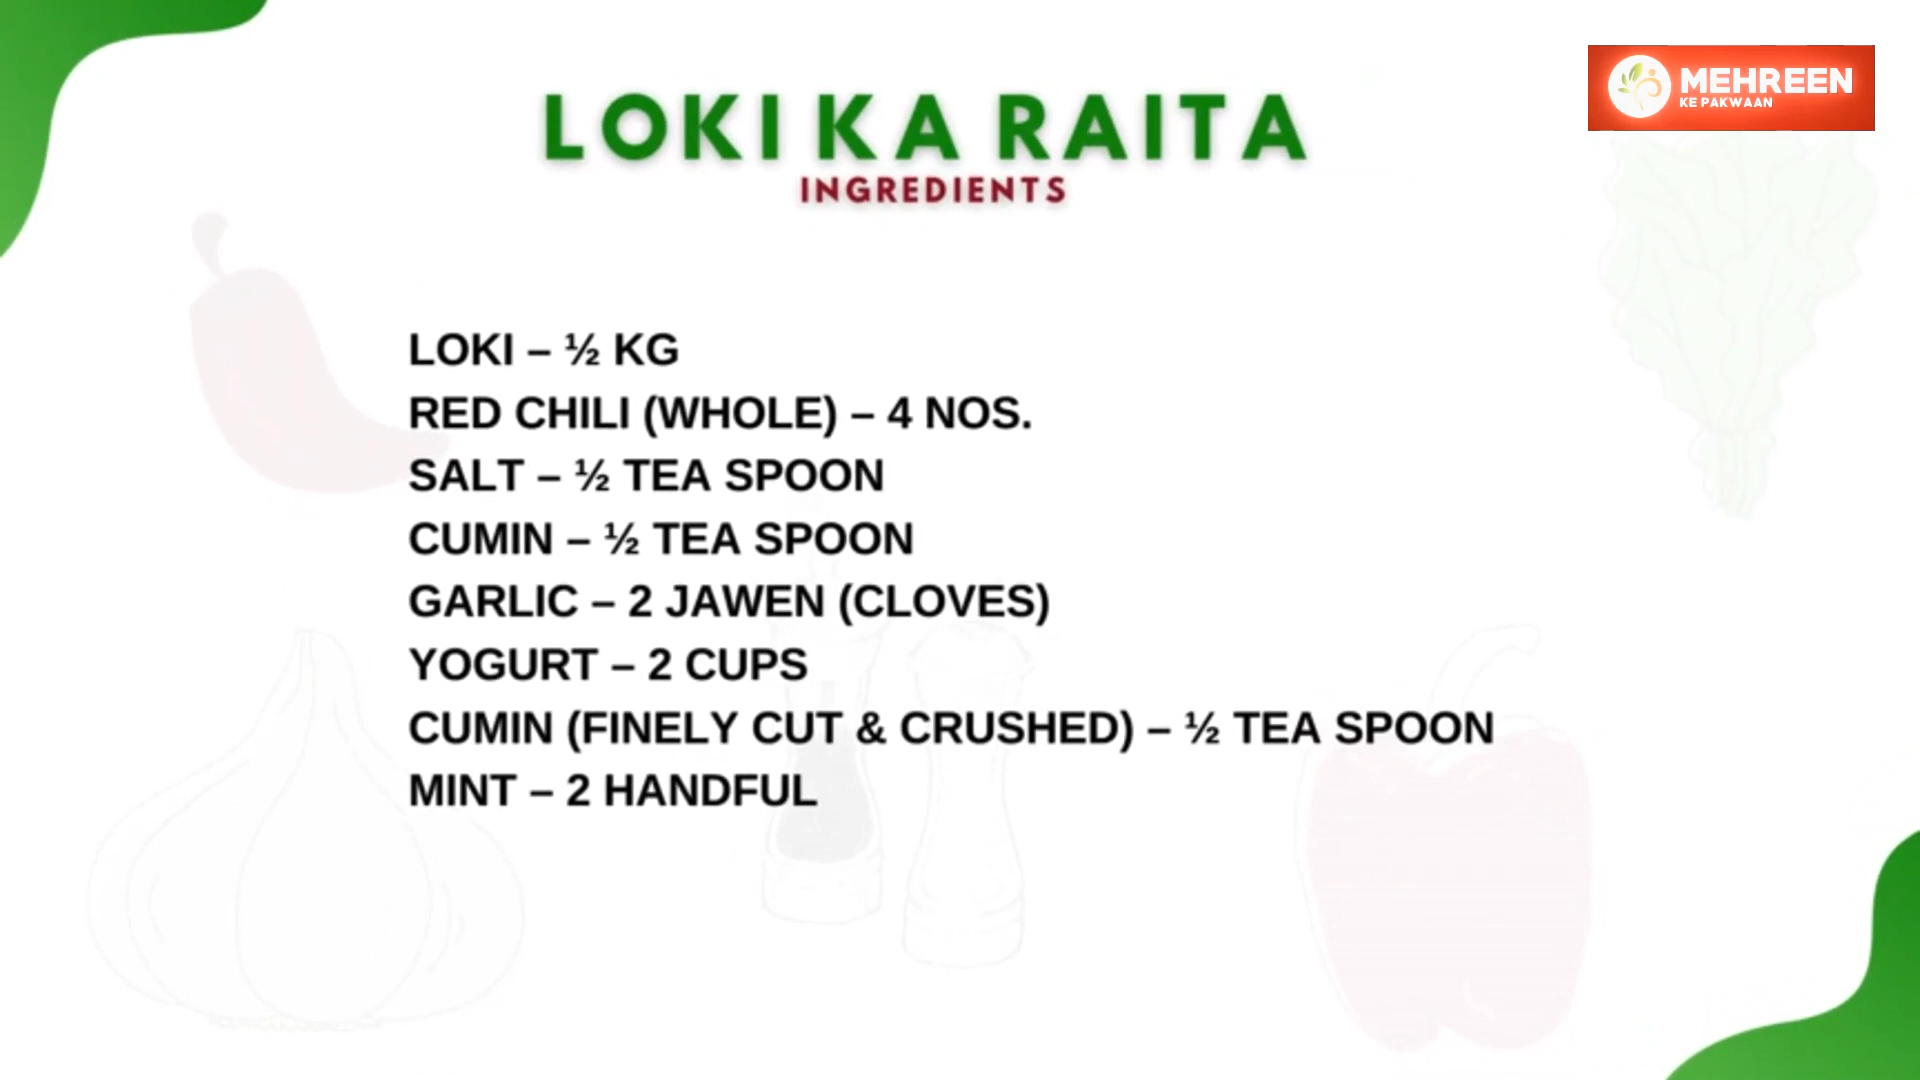 MEHREEN
KE PAKWAAN
LOKI KA RAITA
INGREDIENTS
LOKI – ½ KG
RED CHILI (WHOLE) – 4 NOS.
SALT – ½ TEA SPOON
CUMIN – ½ TEA SPOON
GARLIC – 2 JAWEN (CLOVES)
YOGURT – 2 CUPS
CUMIN (FINELY CUT & CRUSHED) – ½ TEA SPOON
MINT – 2 HANDFUL